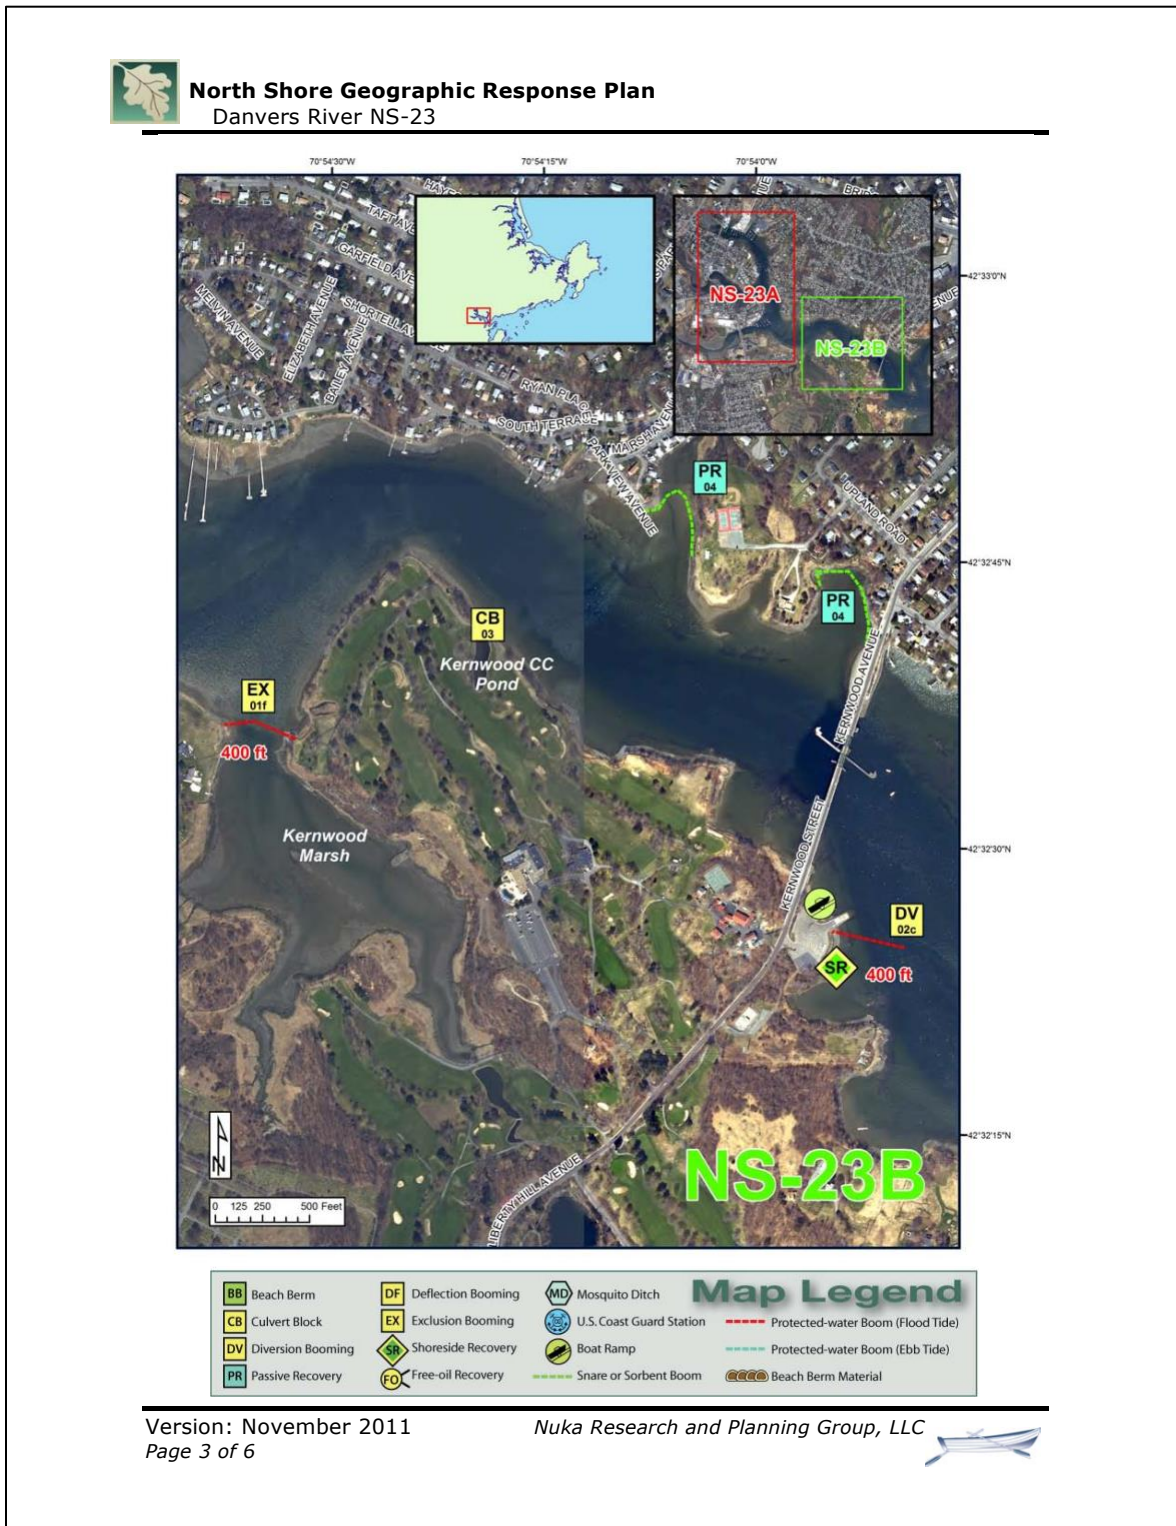 North Shore Geographic Response Plan
Danvers River NS-23
70°54'30"W
70°54'15"W
70°54'0"W
TAFT AVE
GARFIELD AVE
MELVIN AVENUE
ELIZABETH AVENUE
BAILEY AVENUE
SHORTELL AVENUE
RYAN PLACE
SOUTH TERRACE
MARSH AVENUE
PARKVIEW AVENUE
UPLAND ROAD
NS-23A
NS-23B
42°33'0"N
42°32'45"N
42°32'30"N
42°32'15"N
PR
04
PR
04
CB
03
Kernwood CC
Pond
EX
01f
400 ft
Kernwood
Marsh
KERNWOOD AVENUE
KERNWOOD STREET
DV
02c
SR
400 ft
LIBERTY HILL AVENUE
NS-23B
N
0 125 250 500 Feet
Map Legend
BB Beach Berm
CB Culvert Block
DV Diversion Booming
PR Passive Recovery
DF Deflection Booming
EX Exclusion Booming
SR Shoreside Recovery
FO Free-oil Recovery
MD Mosquito Ditch
U.S. Coast Guard Station
Boat Ramp
Snare or Sorbent Boom
Protected-water Boom (Flood Tide)
Protected-water Boom (Ebb Tide)
Beach Berm Material
Version: November 2011
Nuka Research and Planning Group, LLC
Page 3 of 6